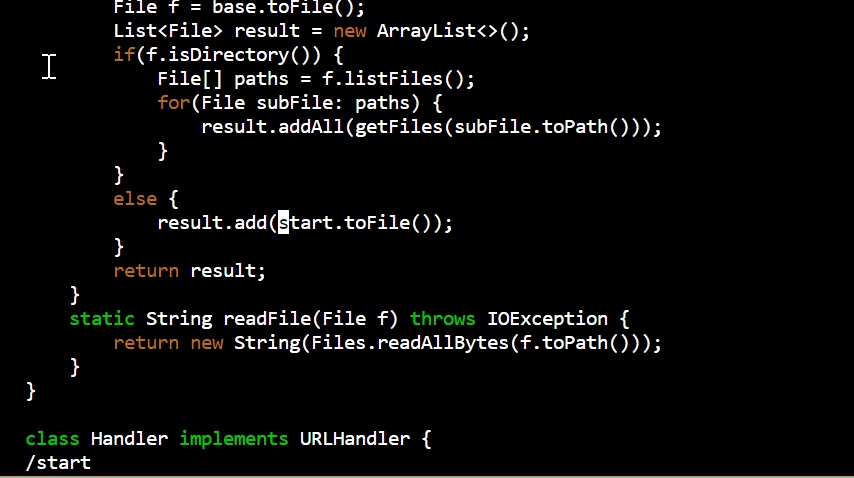 File f = base.toFile();
        List<File> result = new ArrayList<>();
        if(f.isDirectory()) {
            File[] paths = f.listFiles();
            for(File subFile: paths) {
                result.addAll(getFiles(subFile.toPath()));
            }
        }
        else {
            result.add(start.toFile());
        }
        return result;
    }
    static String readFile(File f) throws IOException {
        return new String(Files.readAllBytes(f.toPath()));
    }
}

class Handler implements URLHandler {
/start